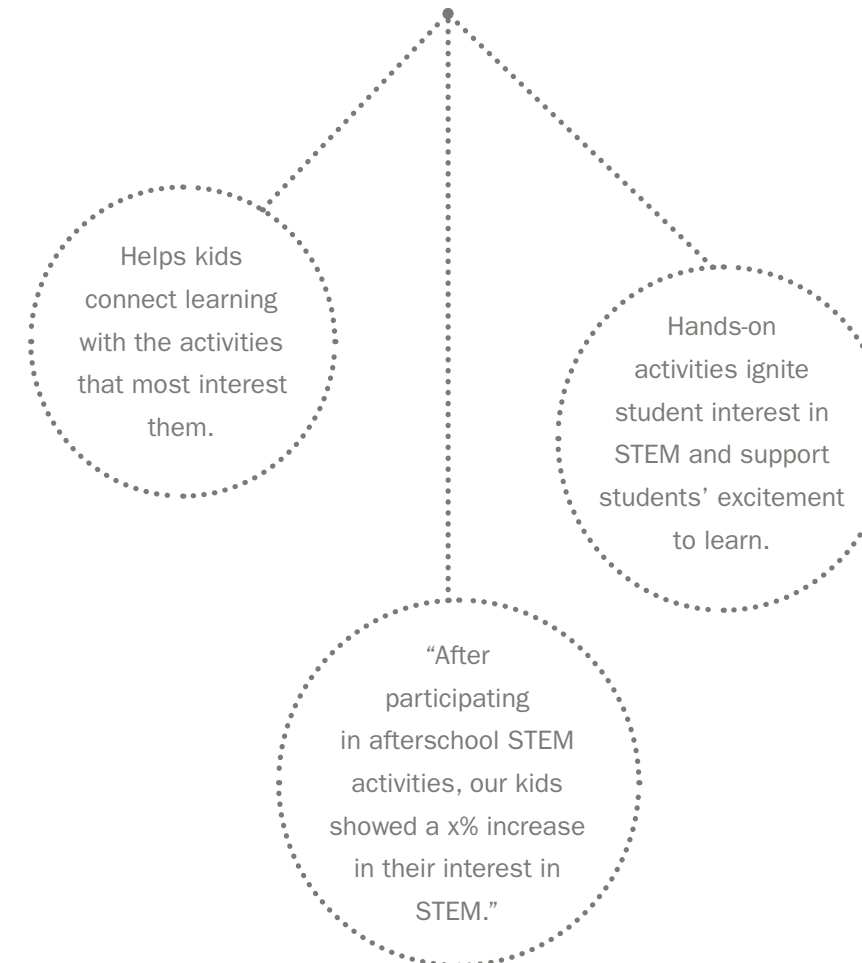 Helps kids
connect learning
with the activities
that most interest
them.
Hands-on
activities ignite
student interest in
STEM and support
students’ excitement
to learn.
“After
participating
in afterschool STEM
activities, our kids
showed a x% increase
in their interest in
STEM.”